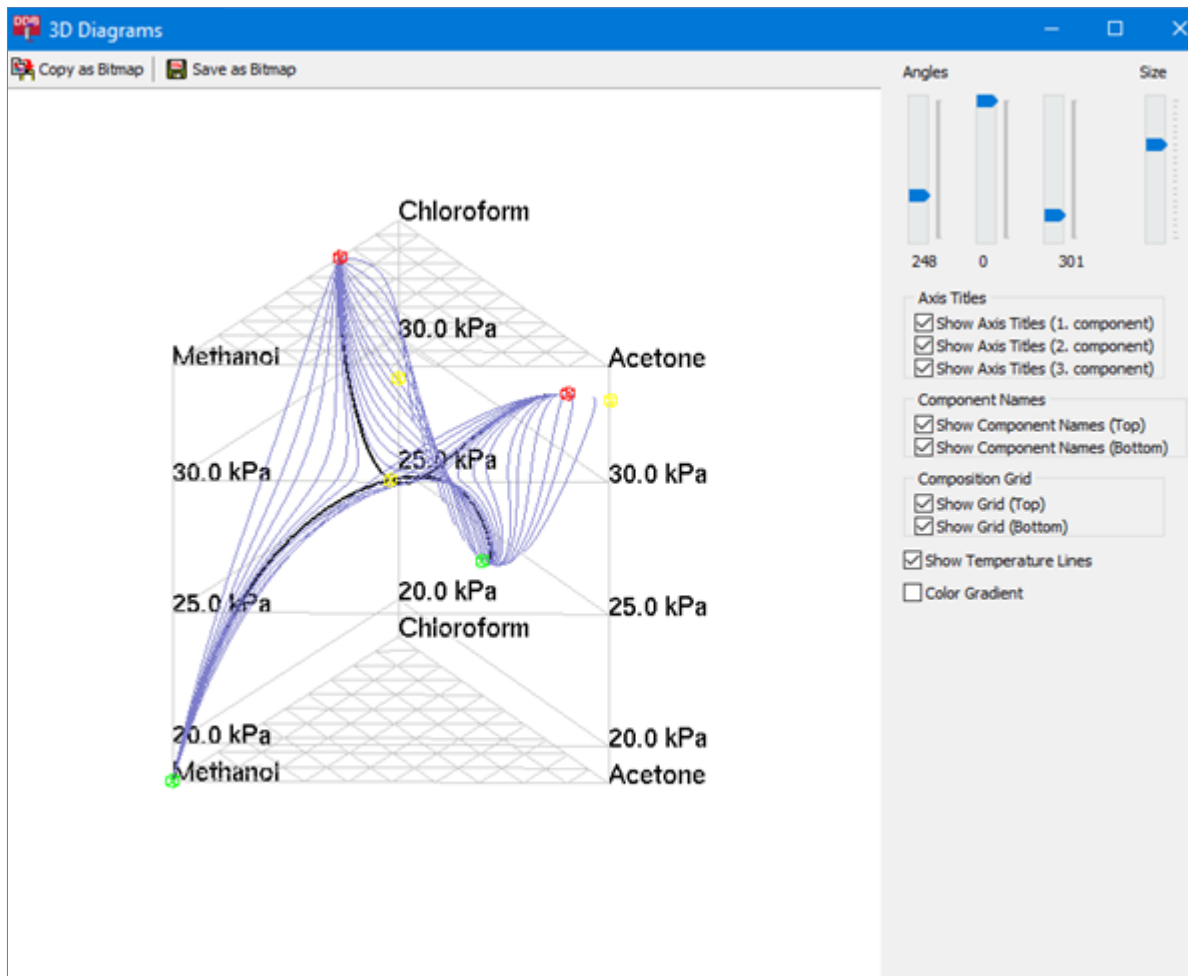 DDB
3D Diagrams
Copy as Bitmap
Save as Bitmap
Angles
Size
248
0
301
Axis Titles
Show Axis Titles (1. component)
Show Axis Titles (2. component)
Show Axis Titles (3. component)
Component Names
Show Component Names (Top)
Show Component Names (Bottom)
Composition Grid
Show Grid (Top)
Show Grid (Bottom)
Show Temperature Lines
Color Gradient
Chloroform
30.0 kPa
Methanol
Acetone
25.0 kPa
30.0 kPa
30.0 kPa
20.0 kPa
25.0 kPa
25.0 kPa
Chloroform
20.0 kPa
20.0 kPa
Methanol
Acetone